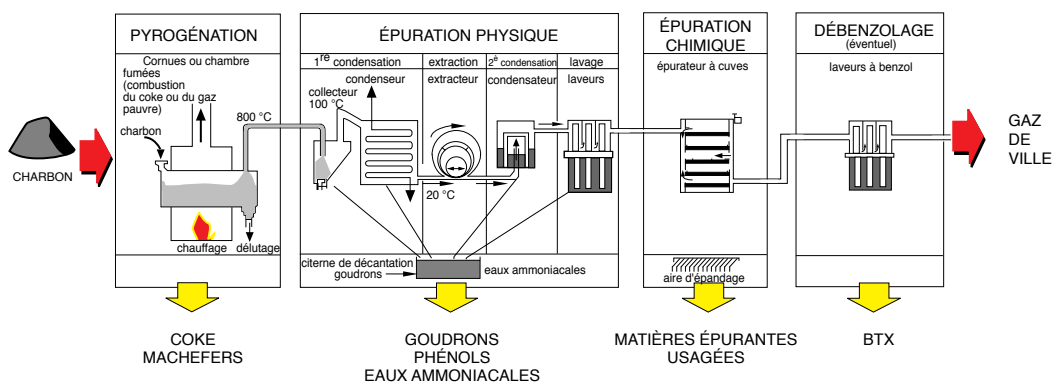 PYROGÉNATION
Cornues ou chambre
fumées
(combustion
du coke ou du gaz
pauvre)
charbon
800 °C
CHARBON
chauffage
délutage
COKE
MACHEFERS
ÉPURATION PHYSIQUE
1re condensation
extraction
2è condensation
lavage
condenseur
extracteur
condensateur
laveurs
collecteur
100 °C
20 °C
citerne de décantation
goudrons
eaux ammoniacales
GOUDRONS
PHÉNOLS
EAUX AMMONIACALES
ÉPURATION
CHIMIQUE
épurateur à cuves
aire d'épandage
MATIÈRES ÉPURANTES
USAGÉES
DÉBENZOLAGE
(éventuel)
laveurs à benzol
BTX
GAZ
DE
VILLE